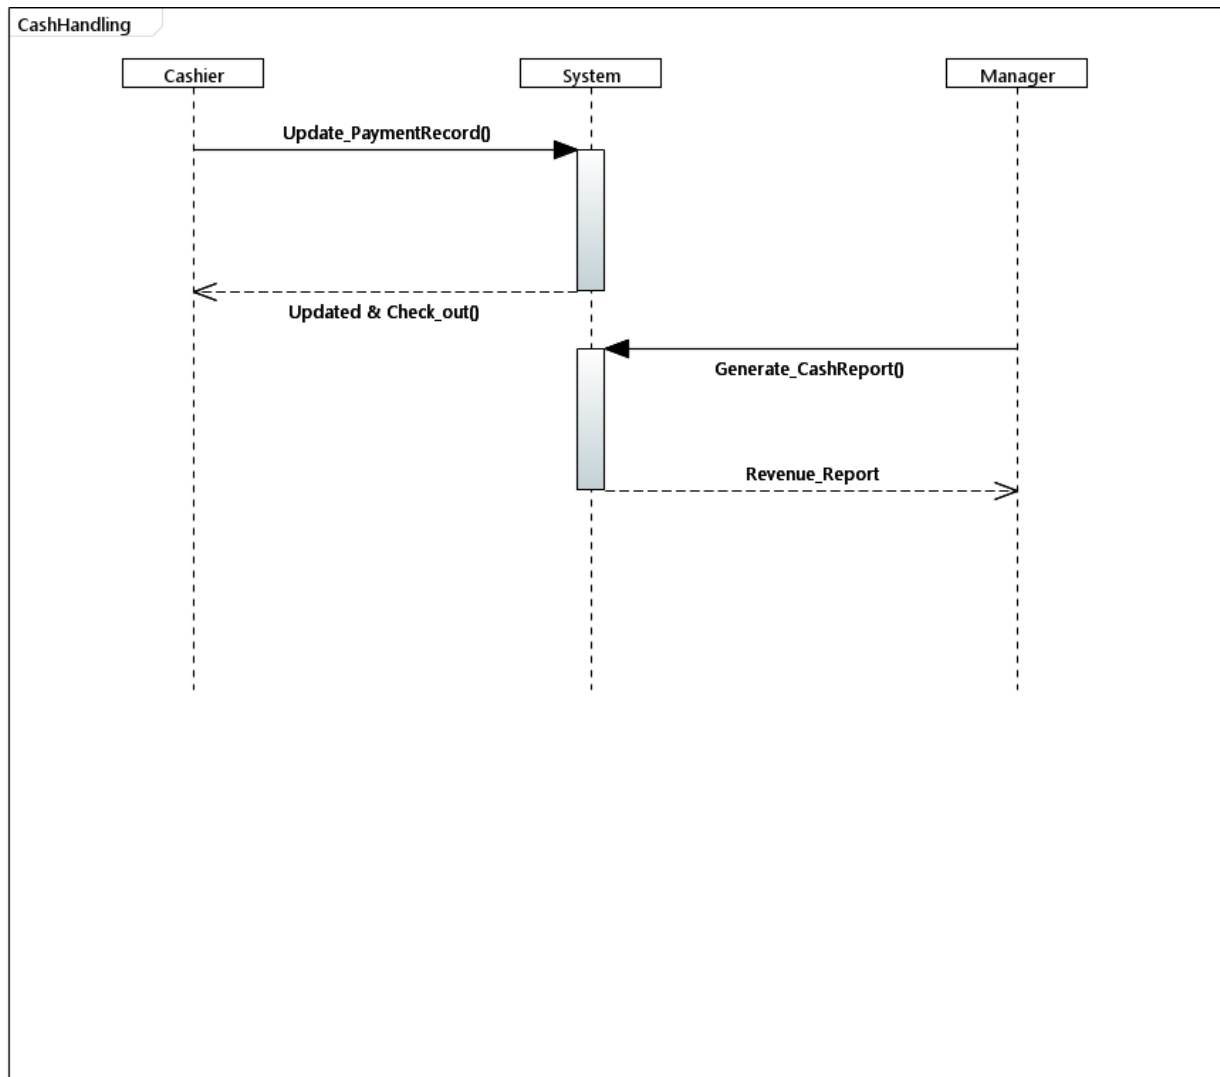 CashHandling
Cashier
System
Manager
Update_PaymentRecord()
Updated & Check_out()
Generate_CashReport()
Revenue_Report